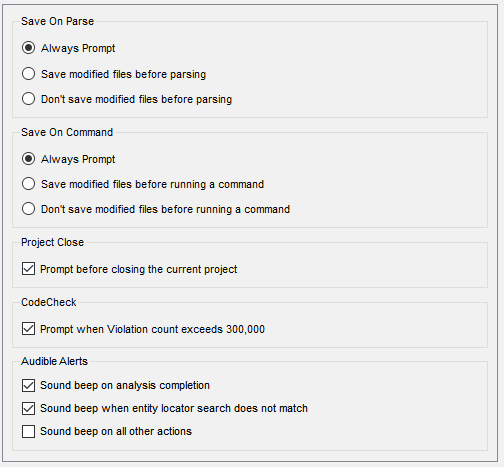 Save On Parse
Always Prompt
Save modified files before parsing
Don't save modified files before parsing
Save On Command
Always Prompt
Save modified files before running a command
Don't save modified files before running a command
Project Close
Prompt before closing the current project
CodeCheck
Prompt when Violation count exceeds 300,000
Audible Alerts
Sound beep on analysis completion
Sound beep when entity locator search does not match
Sound beep on all other actions